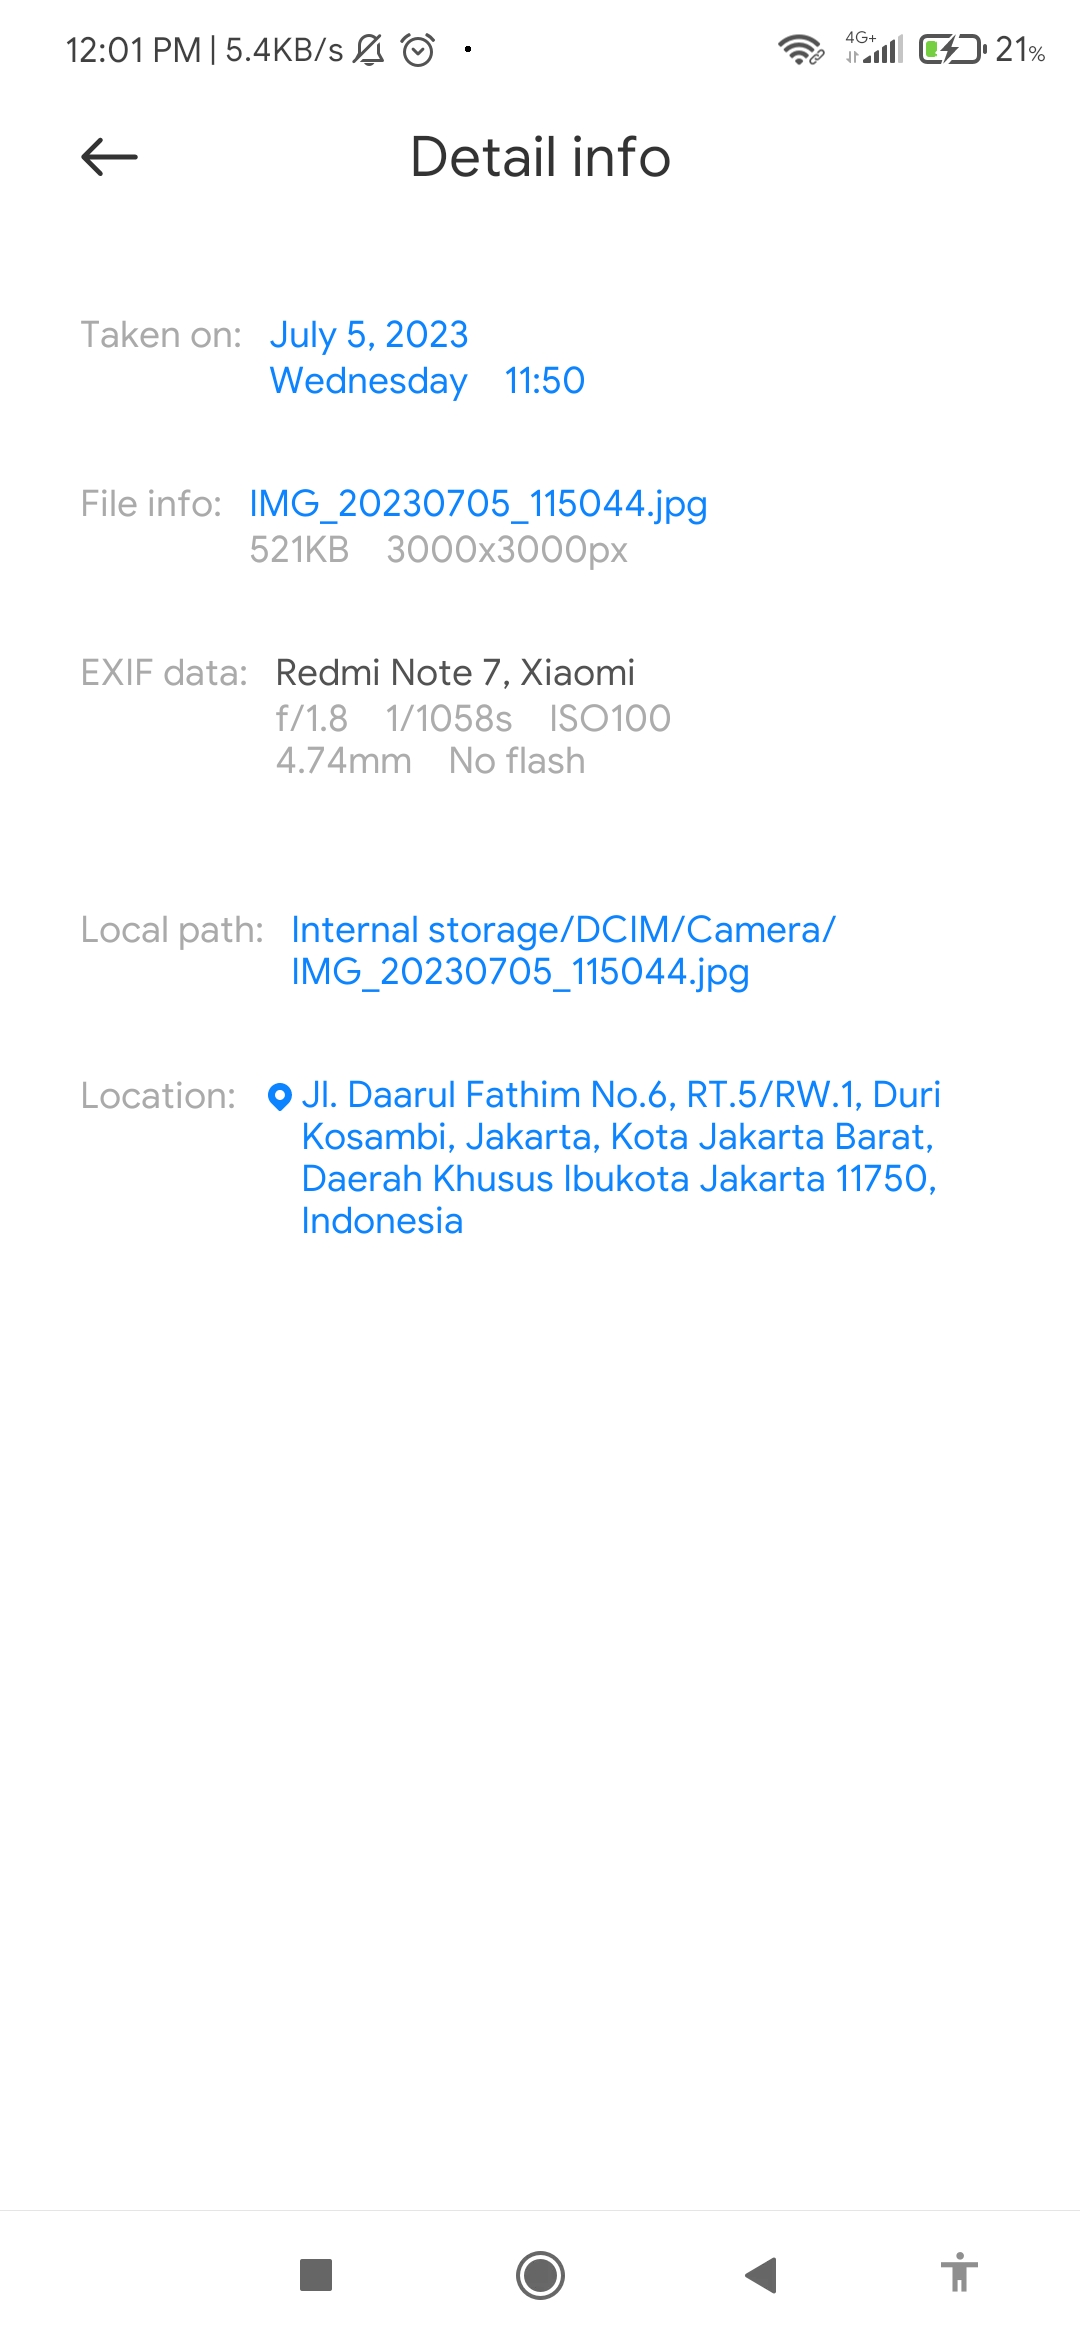 12:01 PM | 5.4KB/s
4G+
21%
Detail info
Taken on: July 5, 2023
Wednesday 11:50
File info: IMG_20230705_115044.jpg
521KB 3000x3000px
EXIF data: Redmi Note 7, Xiaomi
f/1.8 1/1058s ISO100
4.74mm No flash
Local path: Internal storage/DCIM/Camera/
IMG_20230705_115044.jpg
Location: Jl. Daarul Fathim No.6, RT.5/RW.1, Duri
Kosambi, Jakarta, Kota Jakarta Barat,
Daerah Khusus Ibukota Jakarta 11750,
Indonesia